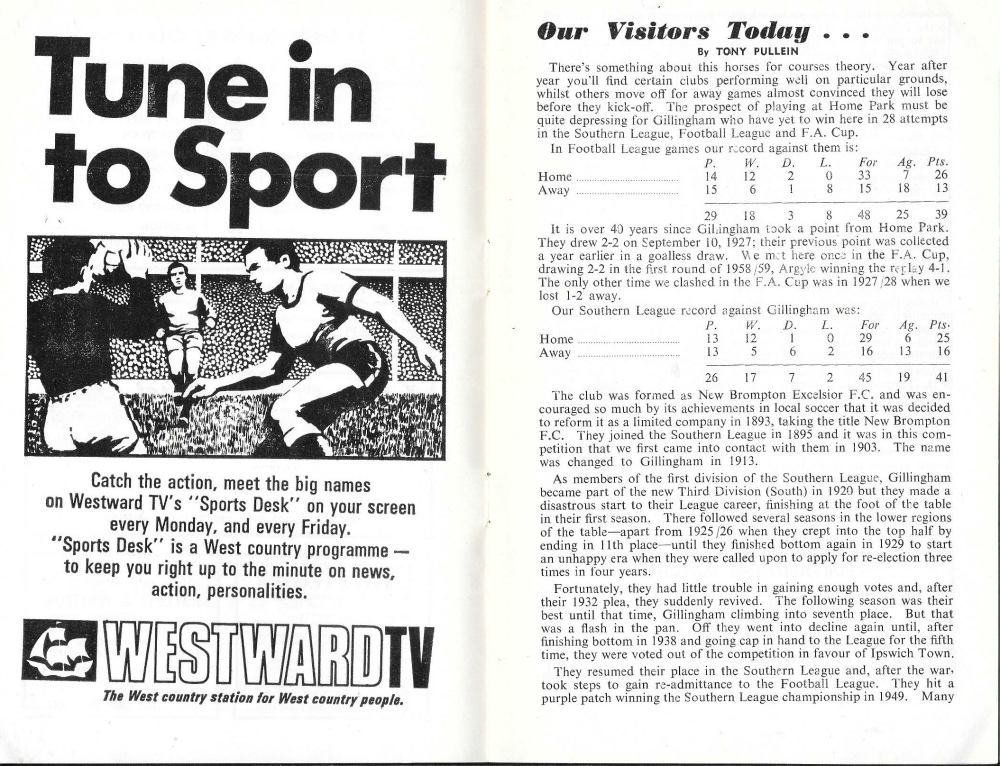 Tune in
to Sport
Catch the action, meet the big names
on Westward TV's "Sports Desk" on your screen
every Monday, and every Friday.
"Sports Desk" is a West country programme —
to keep you right up to the minute on news,
action, personalities.
WESTWARD TV
The West country station for West country people.
Our Visitors Today . . .
By TONY PULLEIN
There's something about this horses for courses theory. Year after
year you'll find certain clubs performing well on particular grounds,
whilst others move off for away games almost convinced they will lose
before they kick-off. The prospect of playing at Home Park must be
quite depressing for Gillingham who have yet to win here in 28 attempts
in the Southern League, Football League and F.A. Cup.
In Football League games our record against them is:
P. W. D. L. For Ag. Pts.
Home ........ 14 12 2 0 33 7 26
Away ........ 15 6 1 8 15 18 13
29 18 3 8 48 25 39
It is over 40 years since Gillingham took a point from Home Park.
They drew 2-2 on September 10, 1927; their previous point was collected
a year earlier in a goalless draw. We met here once in the F.A. Cup,
drawing 2-2 in the first round of 1958/59, Argyle winning the replay 4-1.
The only other time we clashed in the F.A. Cup was in 1927/28 when we
lost 1-2 away.
Our Southern League record against Gillingham was:
P. W. D. L. For Ag. Pts.
Home ........ 13 12 1 0 29 6 25
Away ........ 13 5 6 2 16 13 16
26 17 7 2 45 19 41
The club was formed as New Brompton Excelsior F.C. and was en-
couraged so much by its achievements in local soccer that it was decided
to reform it as a limited company in 1893, taking the title New Brompton
F.C. They joined the Southern League in 1895 and it was in this com-
petition that we first came into contact with them in 1903. The name
was changed to Gillingham in 1913.
As members of the first division of the Southern League, Gillingham
became part of the new Third Division (South) in 1920 but they made a
disastrous start to their League career, finishing at the foot of the table
in their first season. There followed several seasons in the lower regions
of the table—apart from 1925/26 when they crept into the top half by
ending in 11th place—until they finished bottom again in 1929 to start
an unhappy era when they were called upon to apply for re-election three
times in four years.
Fortunately, they had little trouble in gaining enough votes and, after
their 1932 plea, they suddenly revived. The following season was their
best until that time, Gillingham climbing into seventh place. But that
was a flash in the pan. Off they went into decline again until, after
finishing bottom in 1938 and going cap in hand to the League for the fifth
time, they were voted out of the competition in favour of Ipswich Town.
They resumed their place in the Southern League and, after the war,
took steps to gain re-admittance to the Football League. They hit a
purple patch winning the Southern League championship in 1949. Many